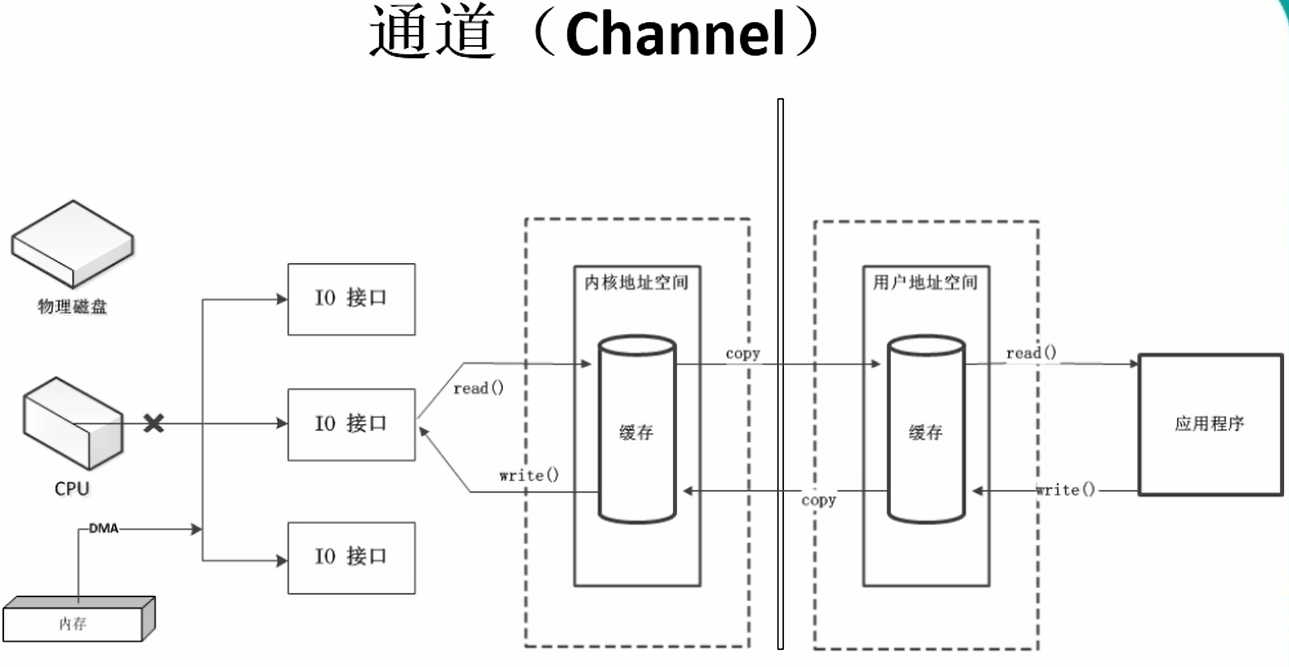 通道（Channel）
物理磁盘
CPU
DMA
内存
IO 接口
IO 接口
IO 接口
read()
write()
内核地址空间
缓存
copy
copy
用户地址空间
缓存
read()
write()
应用程序